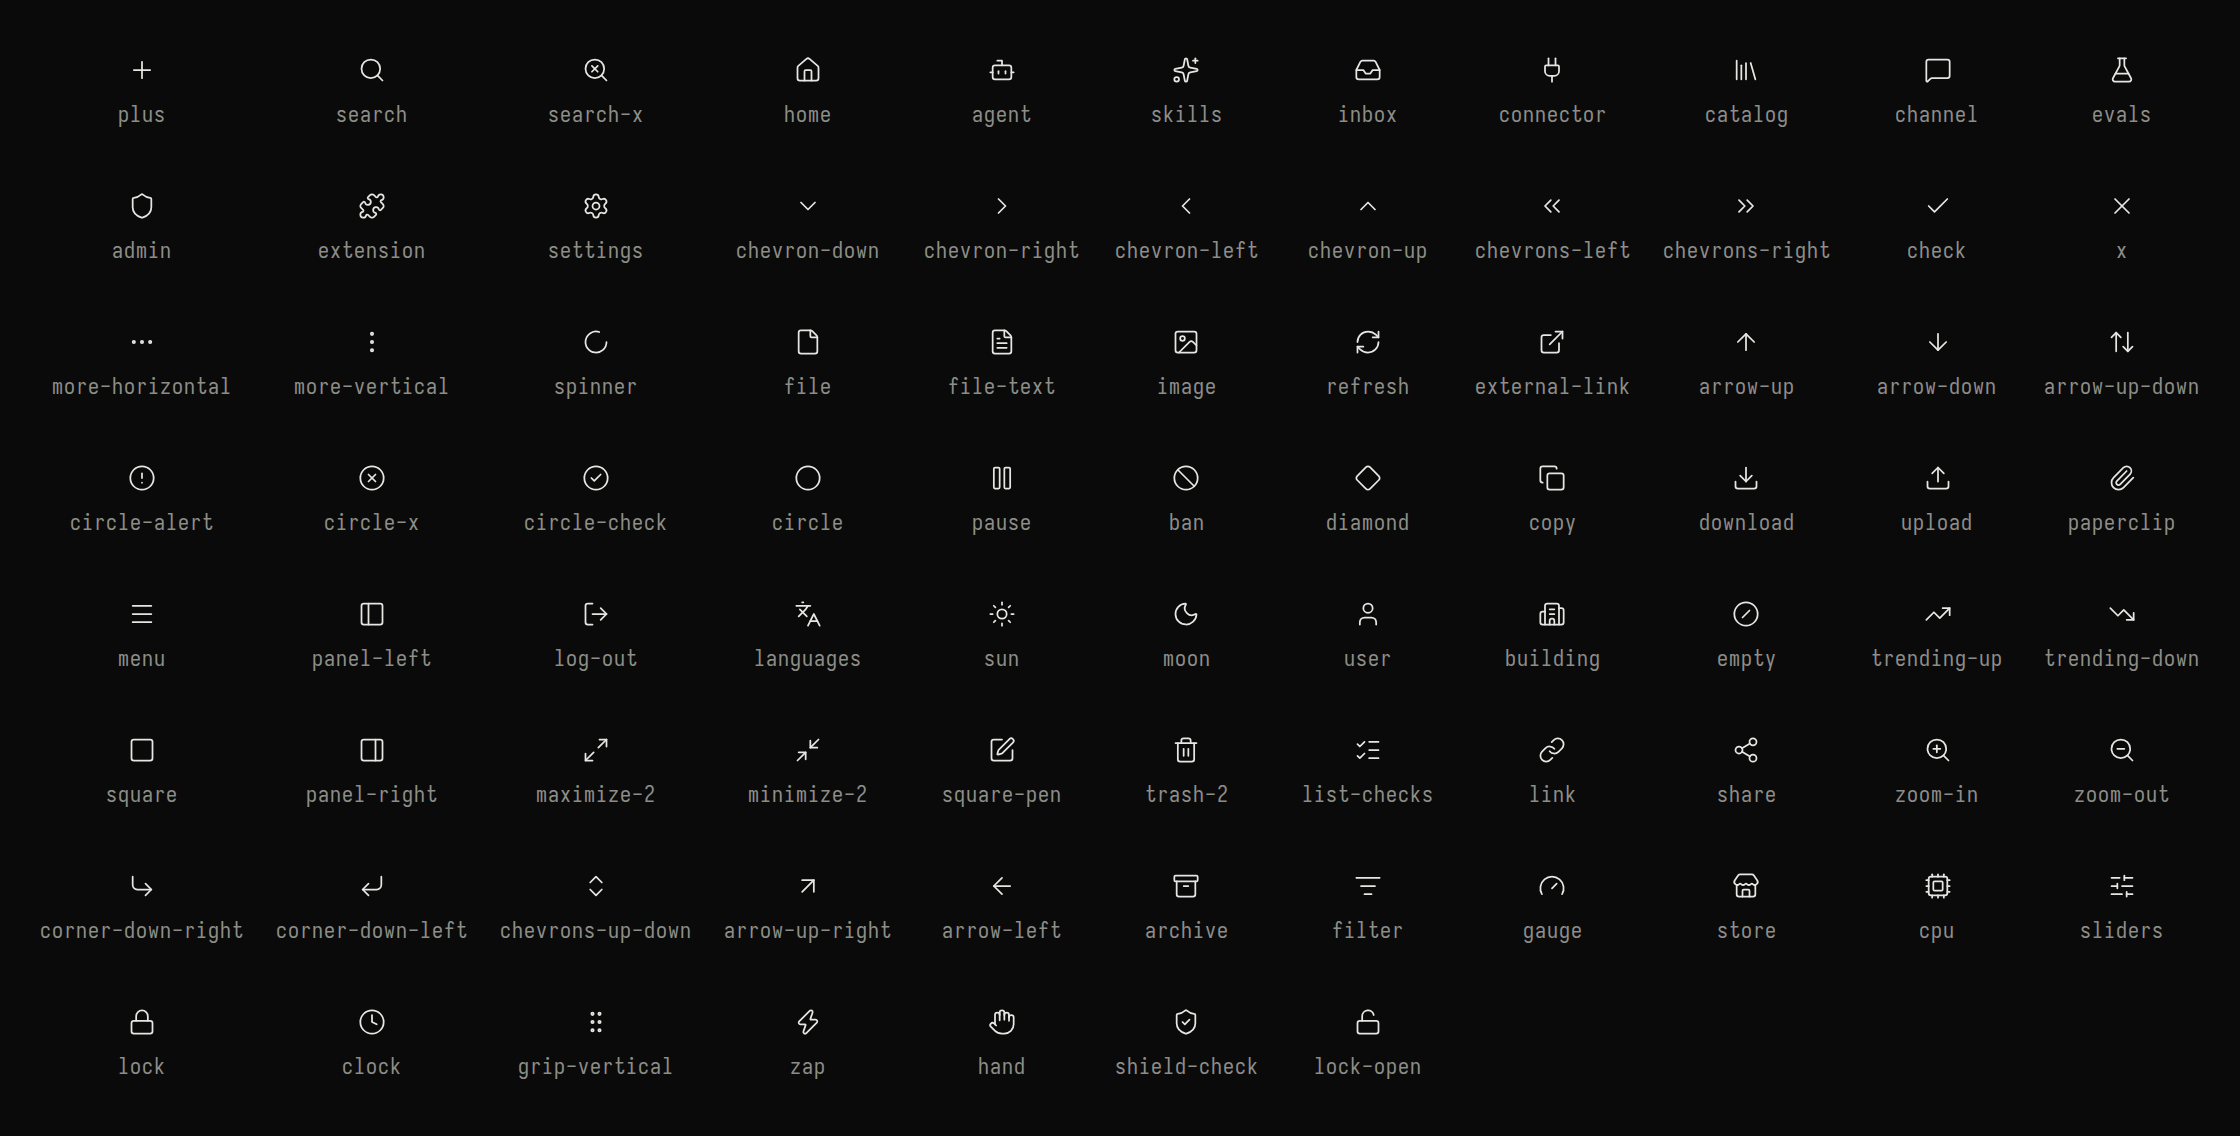 plus search search-x home agent skills inbox connector catalog channel evals
admin extension settings chevron-down chevron-right chevron-left chevron-up chevrons-left chevrons-right check x
more-horizontal more-vertical spinner file file-text image refresh external-link arrow-up arrow-down arrow-up-down
circle-alert circle-x circle-check circle pause ban diamond copy download upload paperclip
menu panel-left log-out languages sun moon user building empty trending-up trending-down
square panel-right maximize-2 minimize-2 square-pen trash-2 list-checks link share zoom-in zoom-out
corner-down-right corner-down-left chevrons-up-down arrow-up-right arrow-left archive filter gauge store cpu sliders
lock clock grip-vertical zap hand shield-check lock-open